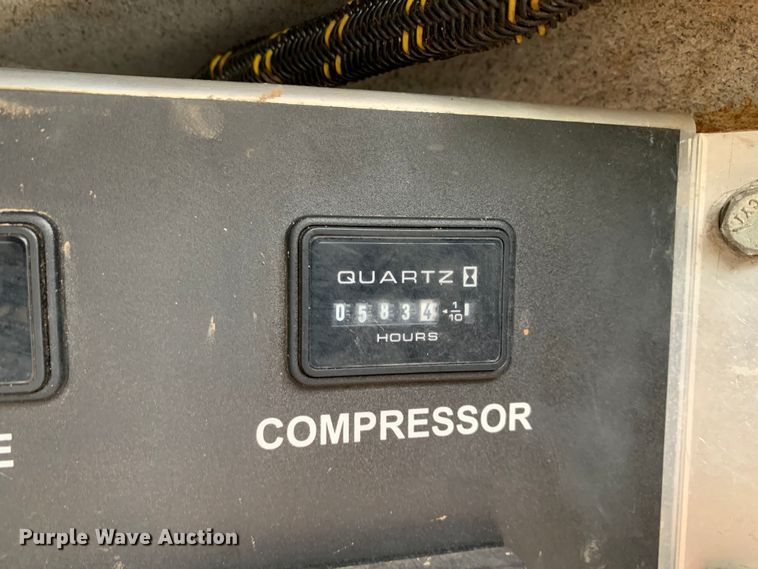 QUARTZ
05834 1/10
HOURS
COMPRESSOR
E
Purple Wave Auction